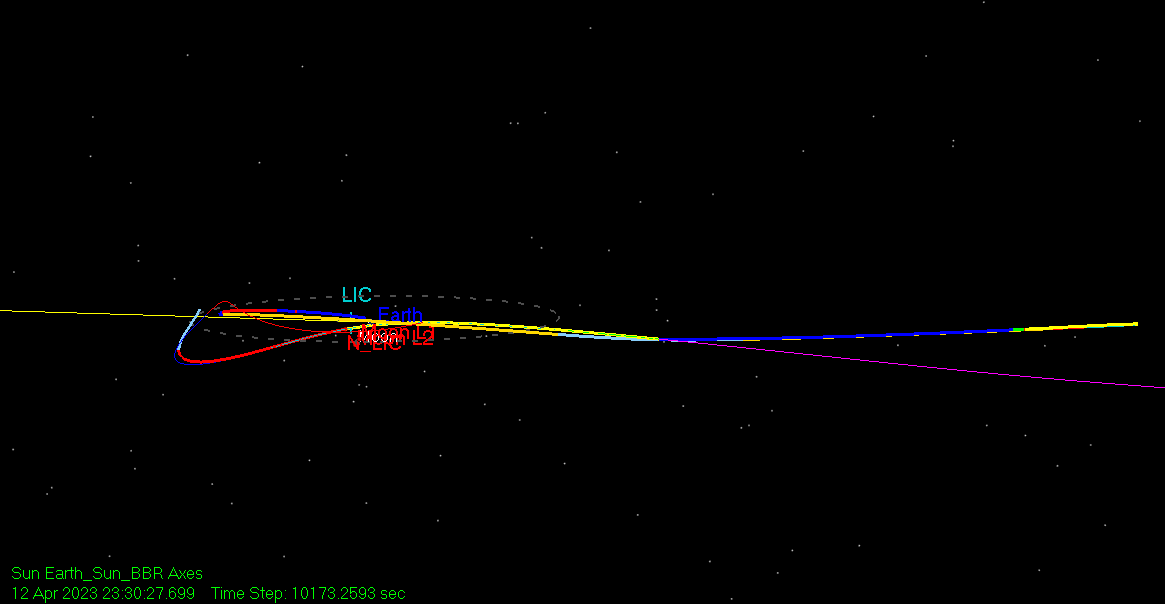 LIC
Earth
Moon L2
Moon
N_LIC
Sun Earth_Sun_BBR Axes
12 Apr 2023 23:30:27.699 Time Step: 10173.2593 sec